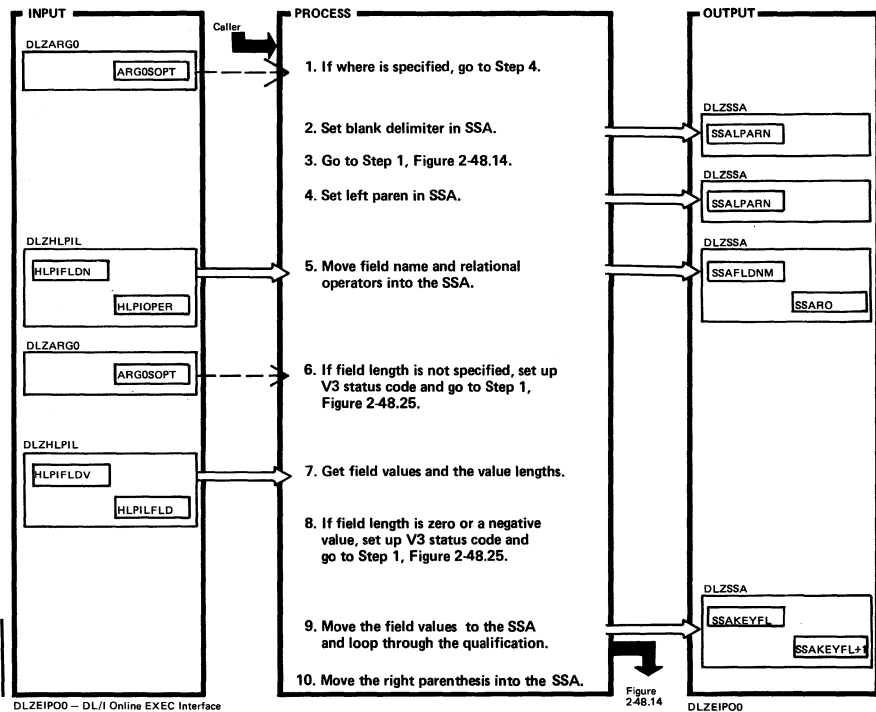 INPUT
DLZARG0
ARG0SOPT
DLZHLPIL
HLPIFLDN
HLPIOPER
DLZARG0
ARG0SOPT
DLZHLPIL
HLPIFLDV
HLPILFLD
Caller
PROCESS
1. If where is specified, go to Step 4.
2. Set blank delimiter in SSA.
3. Go to Step 1, Figure 2-48.14.
4. Set left paren in SSA.
5. Move field name and relational
operators into the SSA.
6. If field length is not specified, set up
V3 status code and go to Step 1,
Figure 2-48.25.
7. Get field values and the value lengths.
8. If field length is zero or a negative
value, set up V3 status code and
go to Step 1, Figure 2-48.25.
9. Move the field values to the SSA
and loop through the qualification.
10. Move the right parenthesis into the SSA.
Figure
2-48.14
OUTPUT
DLZSSA
SSALPARN
DLZSSA
SSALPARN
DLZSSA
SSAFLDNM
SSARO
DLZSSA
SSAKEYFL
SSAKEYFL+1
DLZEIPO0 — DL/I Online EXEC Interface
DLZEIPO0